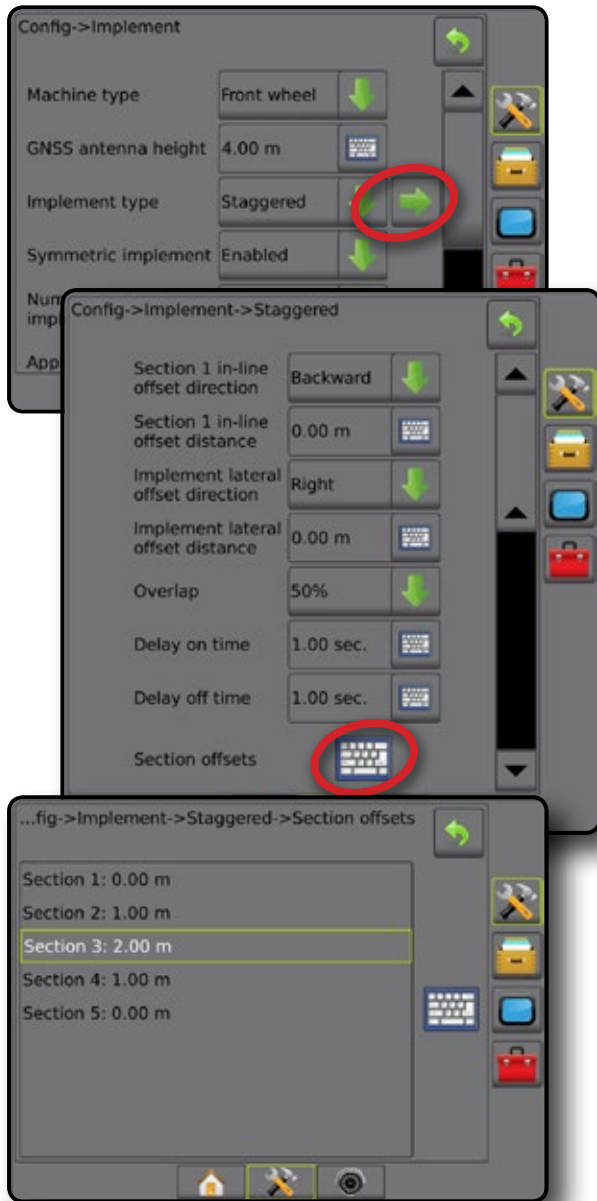 Config->Implement
Machine type Front wheel
GNSS antenna height 4.00 m
Implement type Staggered
Symmetric implement Enabled
Num
impl
App
Config->Implement->Staggered
Section 1 in-line
offset direction Backward
Section 1 in-line
offset distance 0.00 m
Implement lateral
offset direction Right
Implement lateral
offset distance 0.00 m
Overlap 50%
Delay on time 1.00 sec.
Delay off time 1.00 sec.
Section offsets
...fig->Implement->Staggered->Section offsets
Section 1: 0.00 m
Section 2: 1.00 m
Section 3: 2.00 m
Section 4: 1.00 m
Section 5: 0.00 m